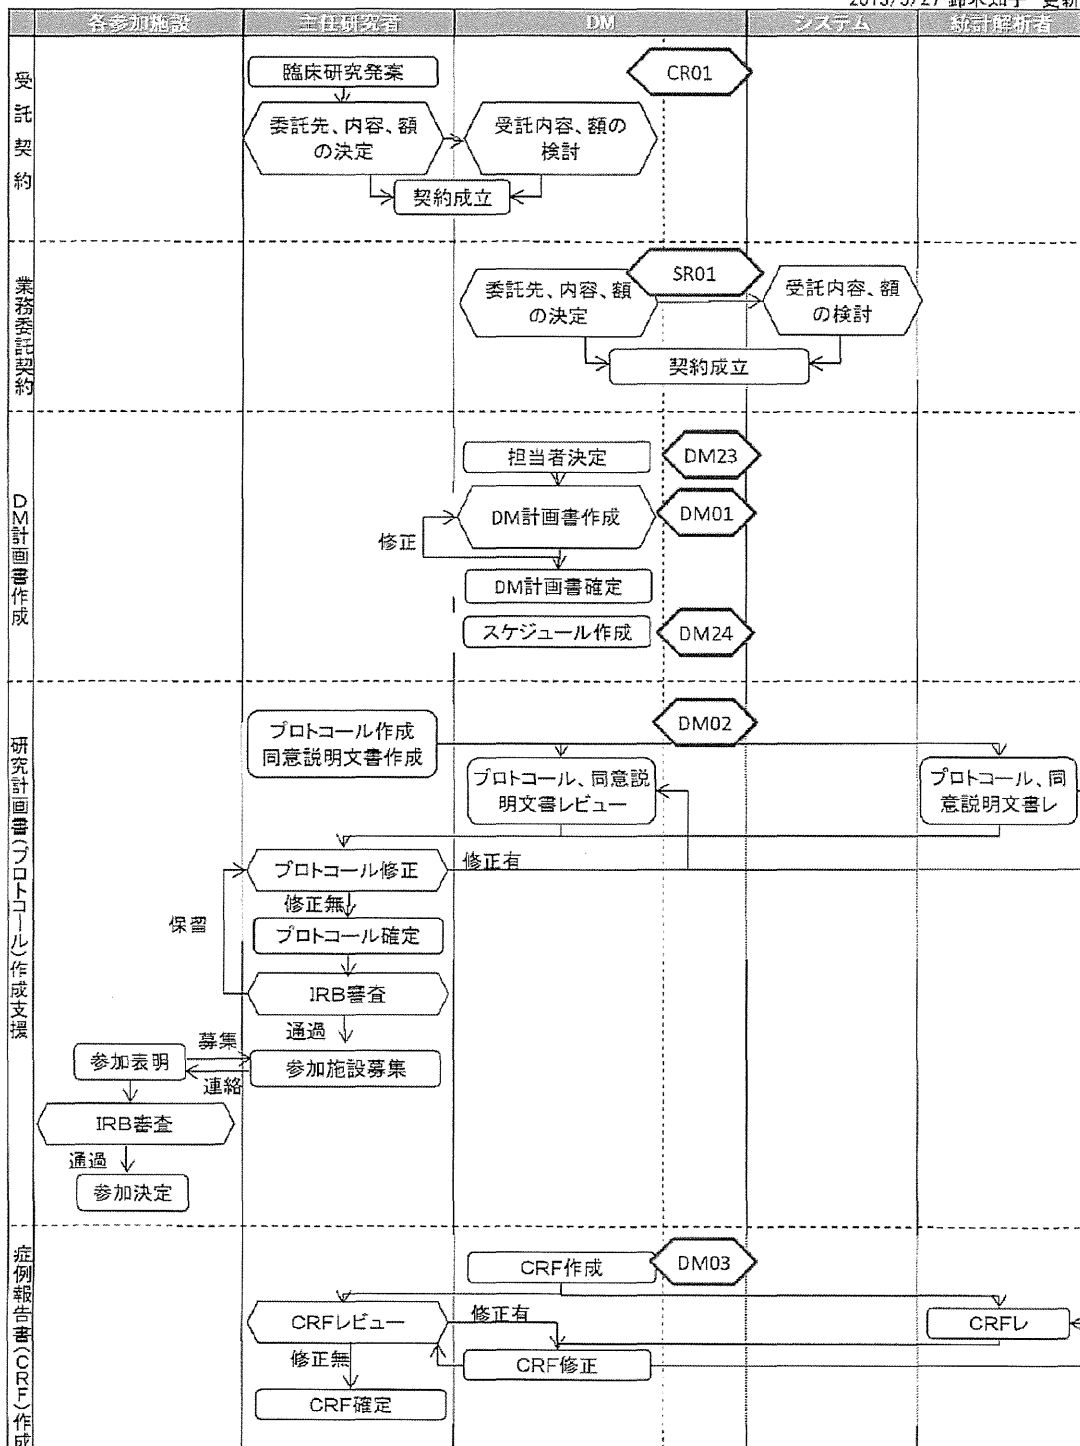 各参加施設
主任研究者
DM
システム
統計解析者
受託契約
臨床研究発案
CR01
委託先、内容、額
の決定
受託内容、額の
検討
契約成立
業務委託契約
SR01
委託先、内容、額
の決定
受託内容、額
の検討
契約成立
DM計画書作成
担当者決定
DM23
DM計画書作成
DM01
修正
DM計画書確定
スケジュール作成
DM24
研究計画書(プロトコール)作成支援
プロトコール作成
同意説明文書作成
DM02
プロトコール、同意説
明文書レビュー
プロトコール、同
意説明文書レ
プロトコール修正
修正有
保留
修正無
プロトコール確定
IRB審査
通過
募集
参加表明
参加施設募集
連絡
IRB審査
通過
参加決定
症例報告書(CRF)作成
CRF作成
DM03
CRFレビュー
修正有
CRFレ
修正無
CRF修正
CRF確定